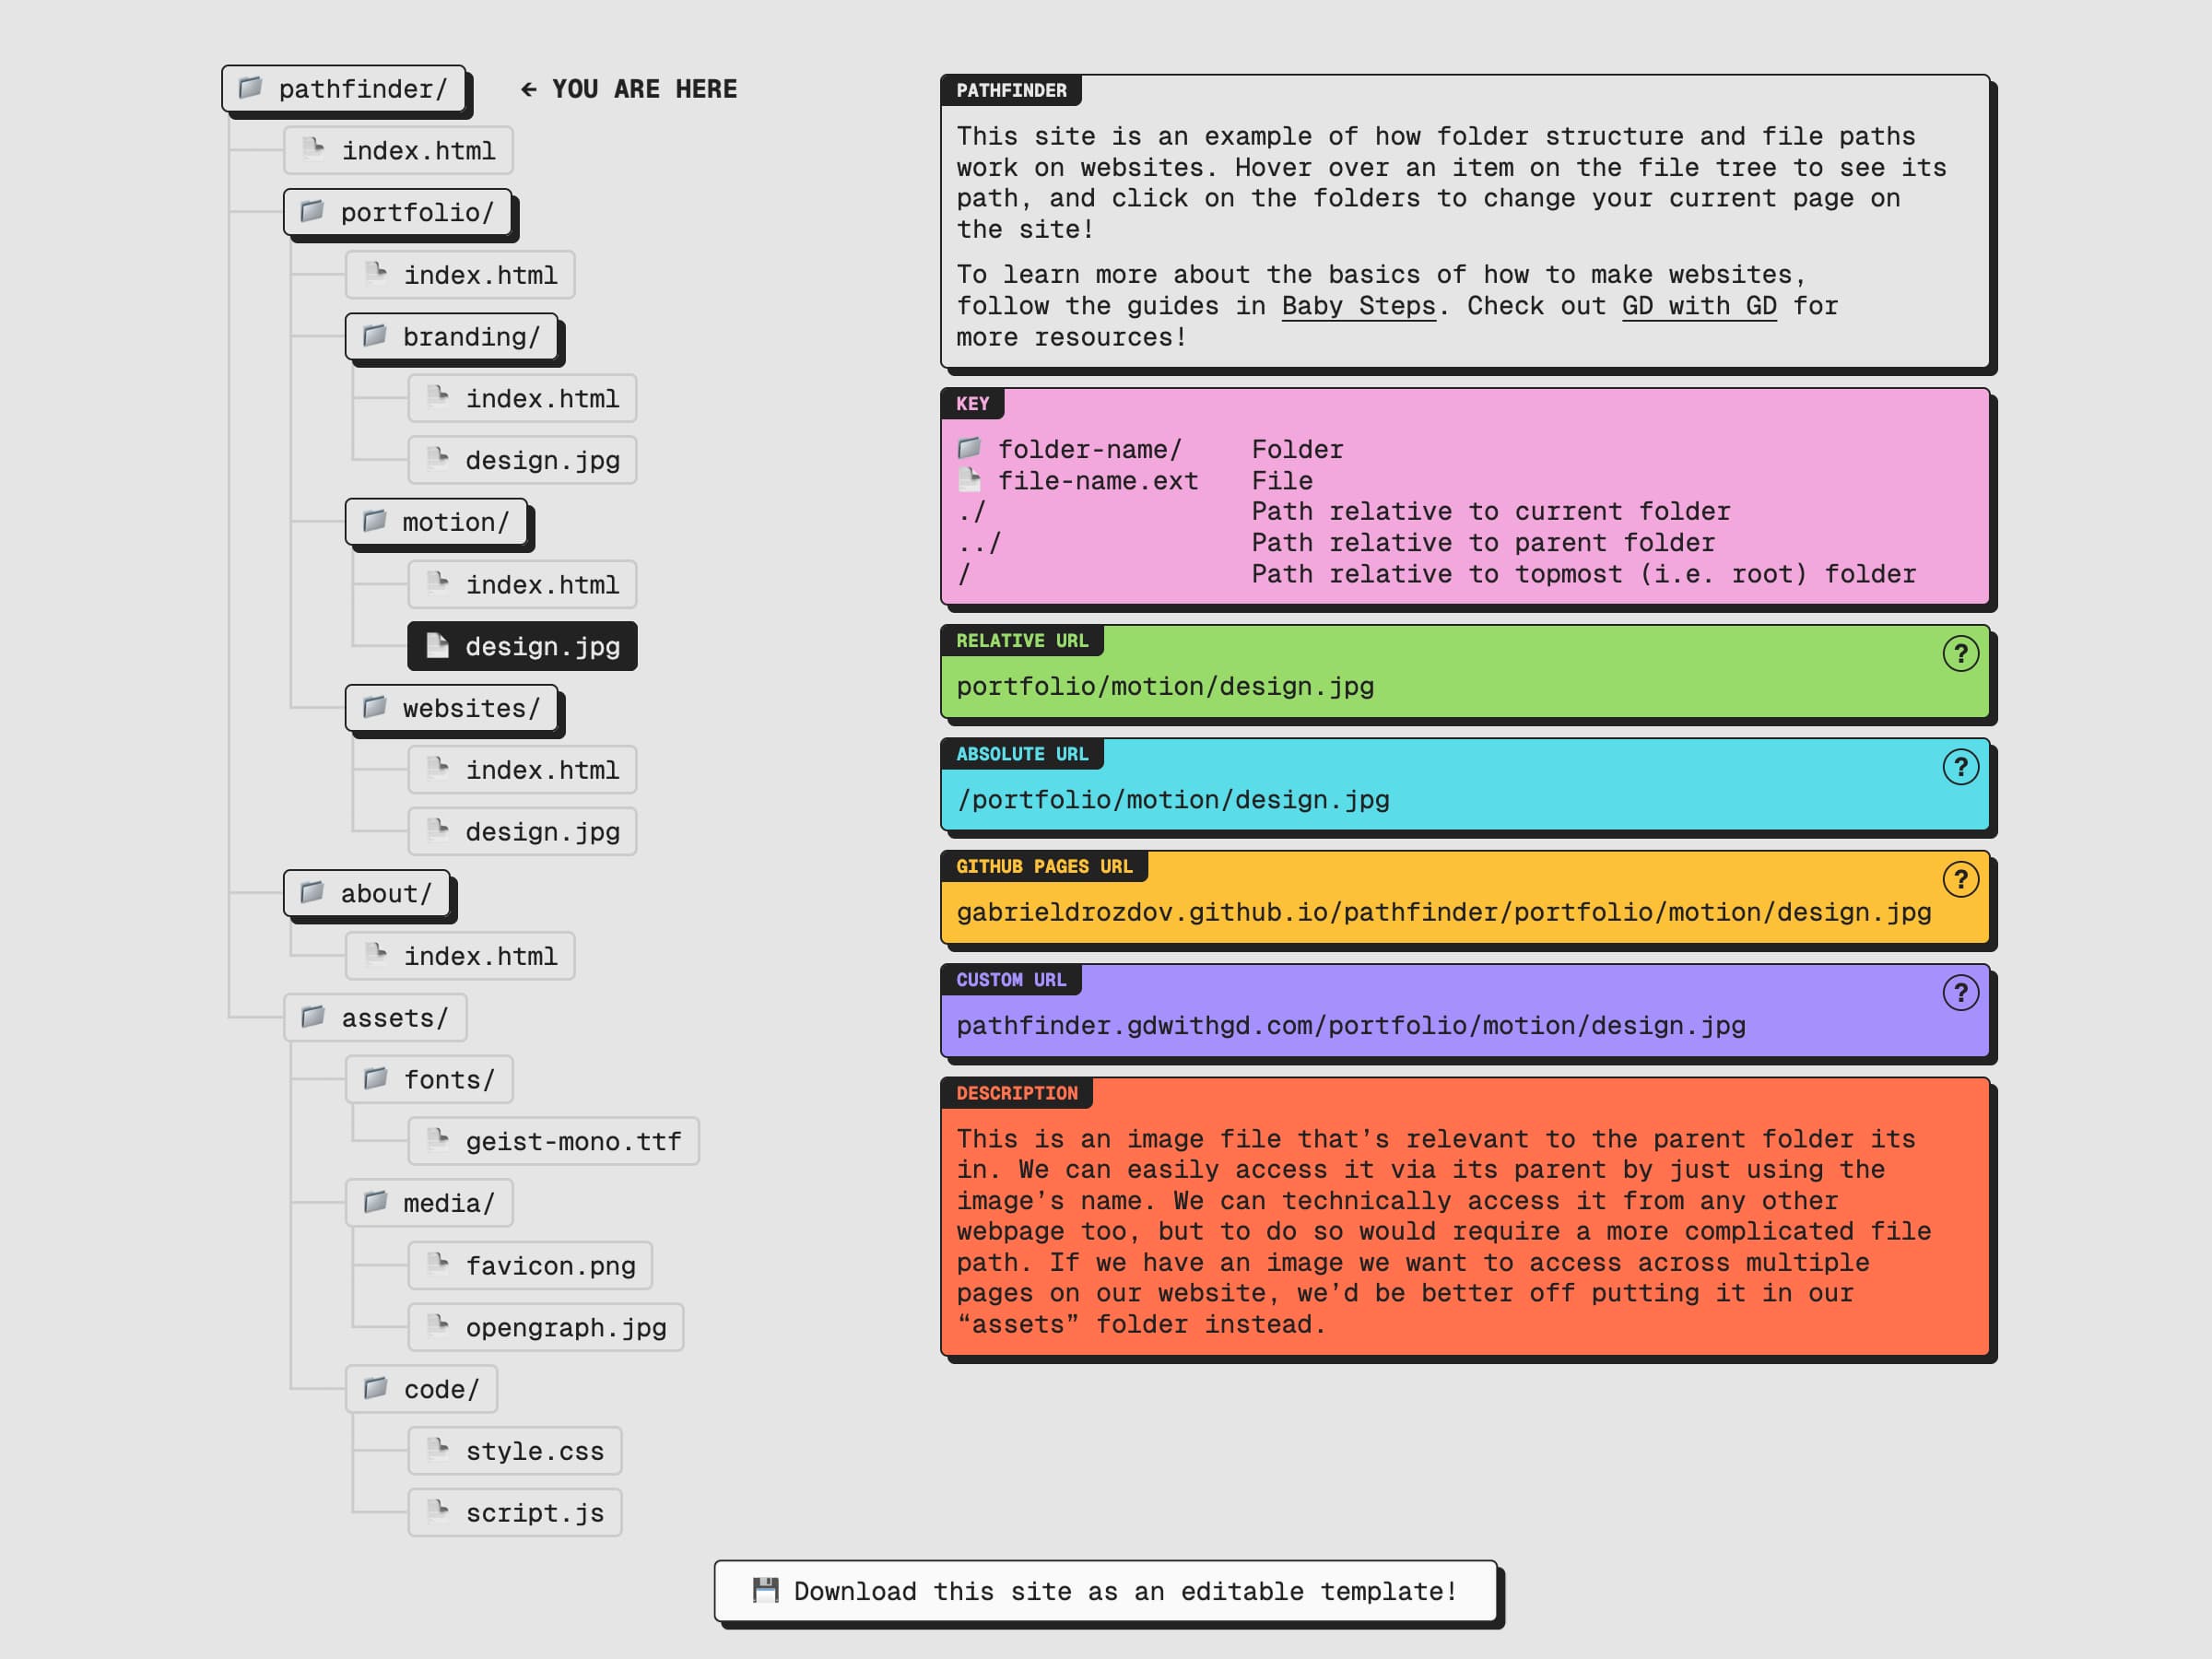 pathfinder/
← YOU ARE HERE
index.html
portfolio/
index.html
branding/
index.html
design.jpg
motion/
index.html
design.jpg
websites/
index.html
design.jpg
about/
index.html
assets/
fonts/
geist-mono.ttf
media/
favicon.png
opengraph.jpg
code/
style.css
script.js
PATHFINDER
This site is an example of how folder structure and file paths
work on websites. Hover over an item on the file tree to see its
path, and click on the folders to change your current page on
the site!
To learn more about the basics of how to make websites,
follow the guides in Baby Steps. Check out GD with GD for
more resources!
KEY
folder-name/ Folder
file-name.ext File
./ Path relative to current folder
../ Path relative to parent folder
/ Path relative to topmost (i.e. root) folder
RELATIVE URL
?
portfolio/motion/design.jpg
ABSOLUTE URL
?
/portfolio/motion/design.jpg
GITHUB PAGES URL
?
gabrieldrozdov.github.io/pathfinder/portfolio/motion/design.jpg
CUSTOM URL
?
pathfinder.gdwithgd.com/portfolio/motion/design.jpg
DESCRIPTION
This is an image file that’s relevant to the parent folder its
in. We can easily access it via its parent by just using the
image’s name. We can technically access it from any other
webpage too, but to do so would require a more complicated file
path. If we have an image we want to access across multiple
pages on our website, we’d be better off putting it in our
“assets” folder instead.
Download this site as an editable template!